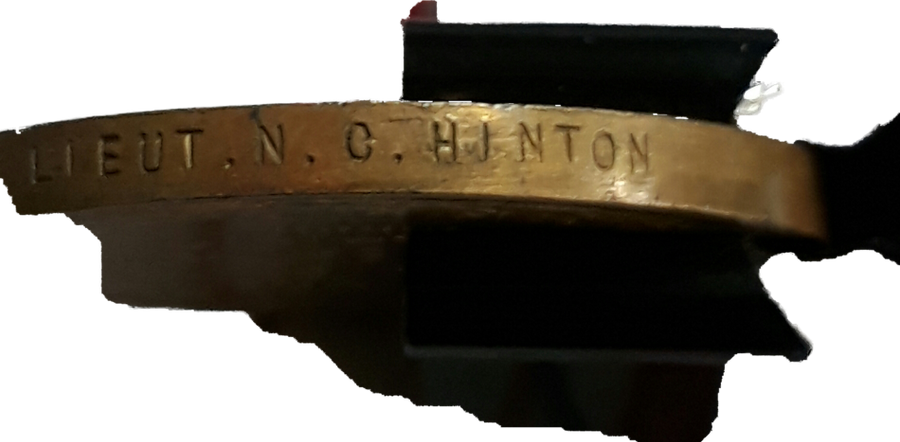 LIEUT. N. C. HINTON